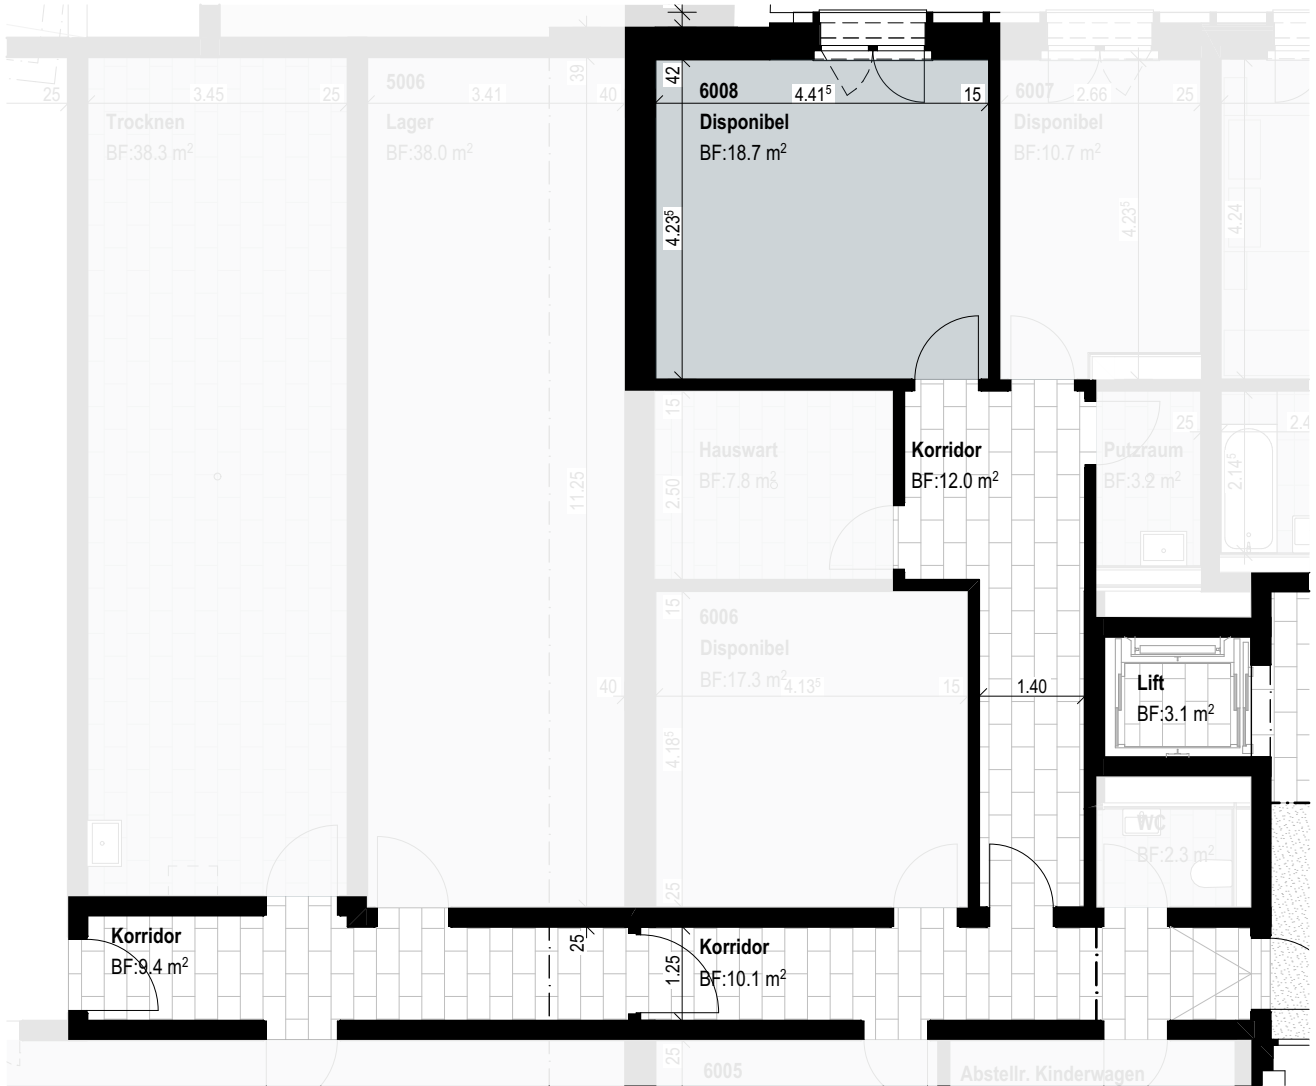 39
42
25
3.45
25
5006
3.41
40
6008
4.41⁵
15
6007
2.66
25
Trocknen
Lager
Disponibel
Disponibel
BF:38.3 m²
BF:38.0 m²
BF:18.7 m²
BF:10.7 m²
4.23⁵
4.23⁵
4.24
15
25
2.4
Hauswart
Korridor
Putzraum
BF:7.8 m²
BF:12.0 m²
BF:3.2 m²
11.25
2.50
2.14⁵
15
6006
Disponibel
BF:17.3 m²
40
4.13⁵
15
1.40
Lift
BF:3.1 m²
4.18⁵
WC
BF:2.3 m²
25
Korridor
BF:9.4 m²
25
Korridor
BF:10.1 m²
1.25
25
6005
Abstellr. Kinderwagen